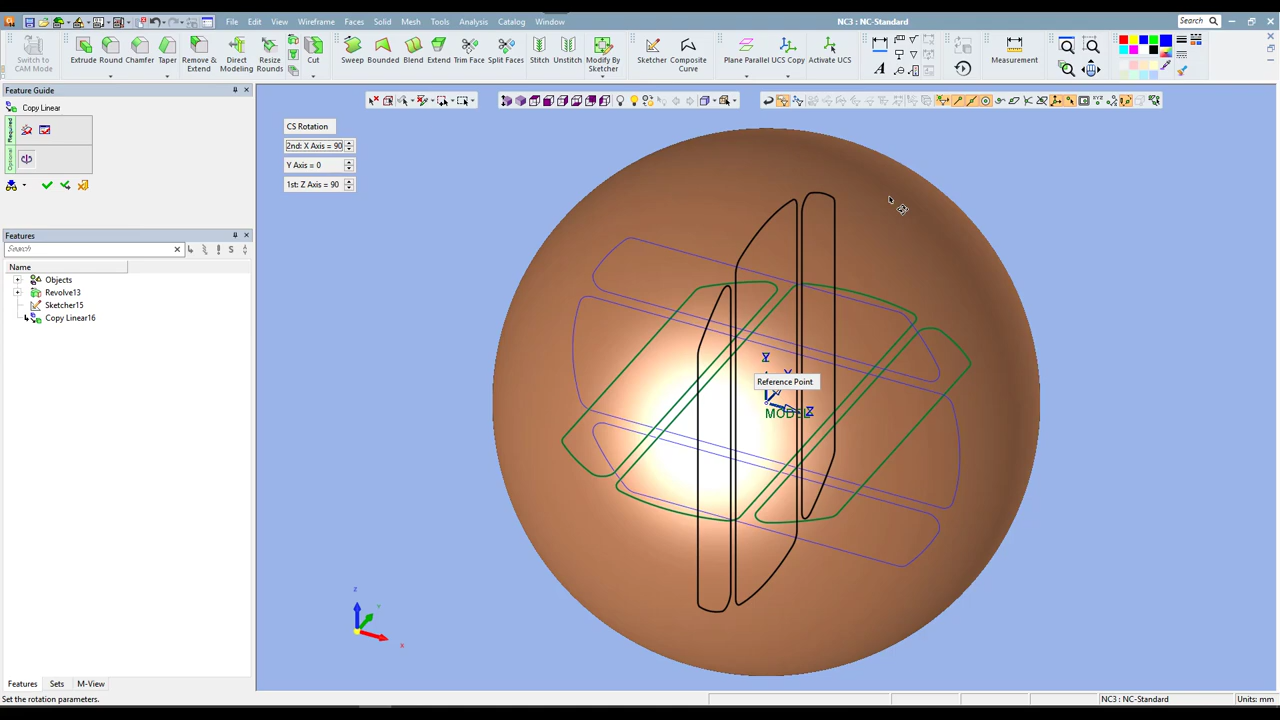 File Edit View Wireframe Faces Solid Mesh Tools Analysis Catalog Window
NC3 : NC-Standard
Search
Switch to CAM Mode
Extrude
Round
Chamfer
Taper
Remove & Extend
Direct Modeling
Resize Rounds
Cut
Sweep
Bounded
Blend
Extend
Trim
Split Faces
Stitch
Unstitch
Modify By Sketcher
Sketcher
Composite Curve
Plane Parallel
UCS Copy
Activate UCS
Measurement
Feature Guide
Copy Linear
Required
Optional
CS Rotation
2nd: X Axis = 90
Y Axis = 0
1st: Z Axis = 90
Features
Search
Name
Objects
Revolve13
Sketcher15
Copy Linear16
Reference Point
Z
MODEL
Z
Y
X
Features Sets M-View
Set the rotation parameters.
NC3 : NC-Standard
Units: mm